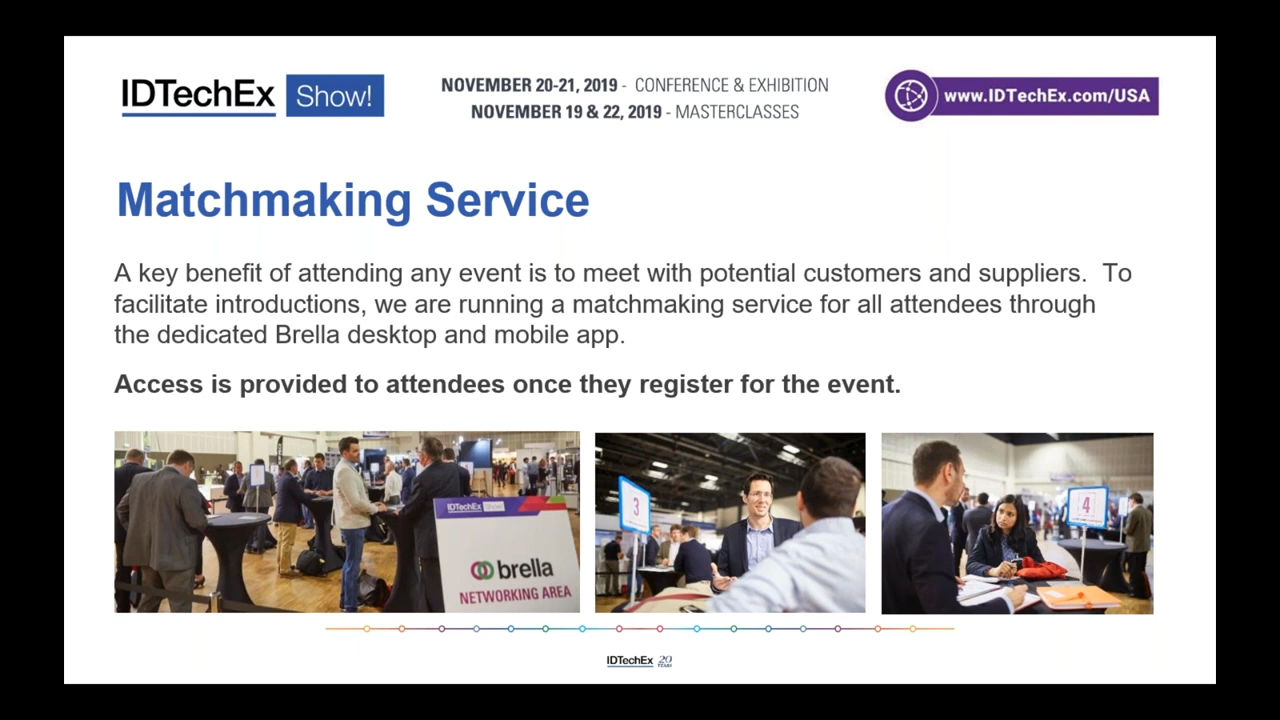 IDTechEx Show!
NOVEMBER 20-21, 2019 - CONFERENCE & EXHIBITION
NOVEMBER 19 & 22, 2019 - MASTERCLASSES
www.IDTechEx.com/USA
Matchmaking Service
A key benefit of attending any event is to meet with potential customers and suppliers. To
facilitate introductions, we are running a matchmaking service for all attendees through
the dedicated Brella desktop and mobile app.
Access is provided to attendees once they register for the event.
IDTechEx Show!
brella
NETWORKING AREA
3
4
IDTechEx 20
YEARS